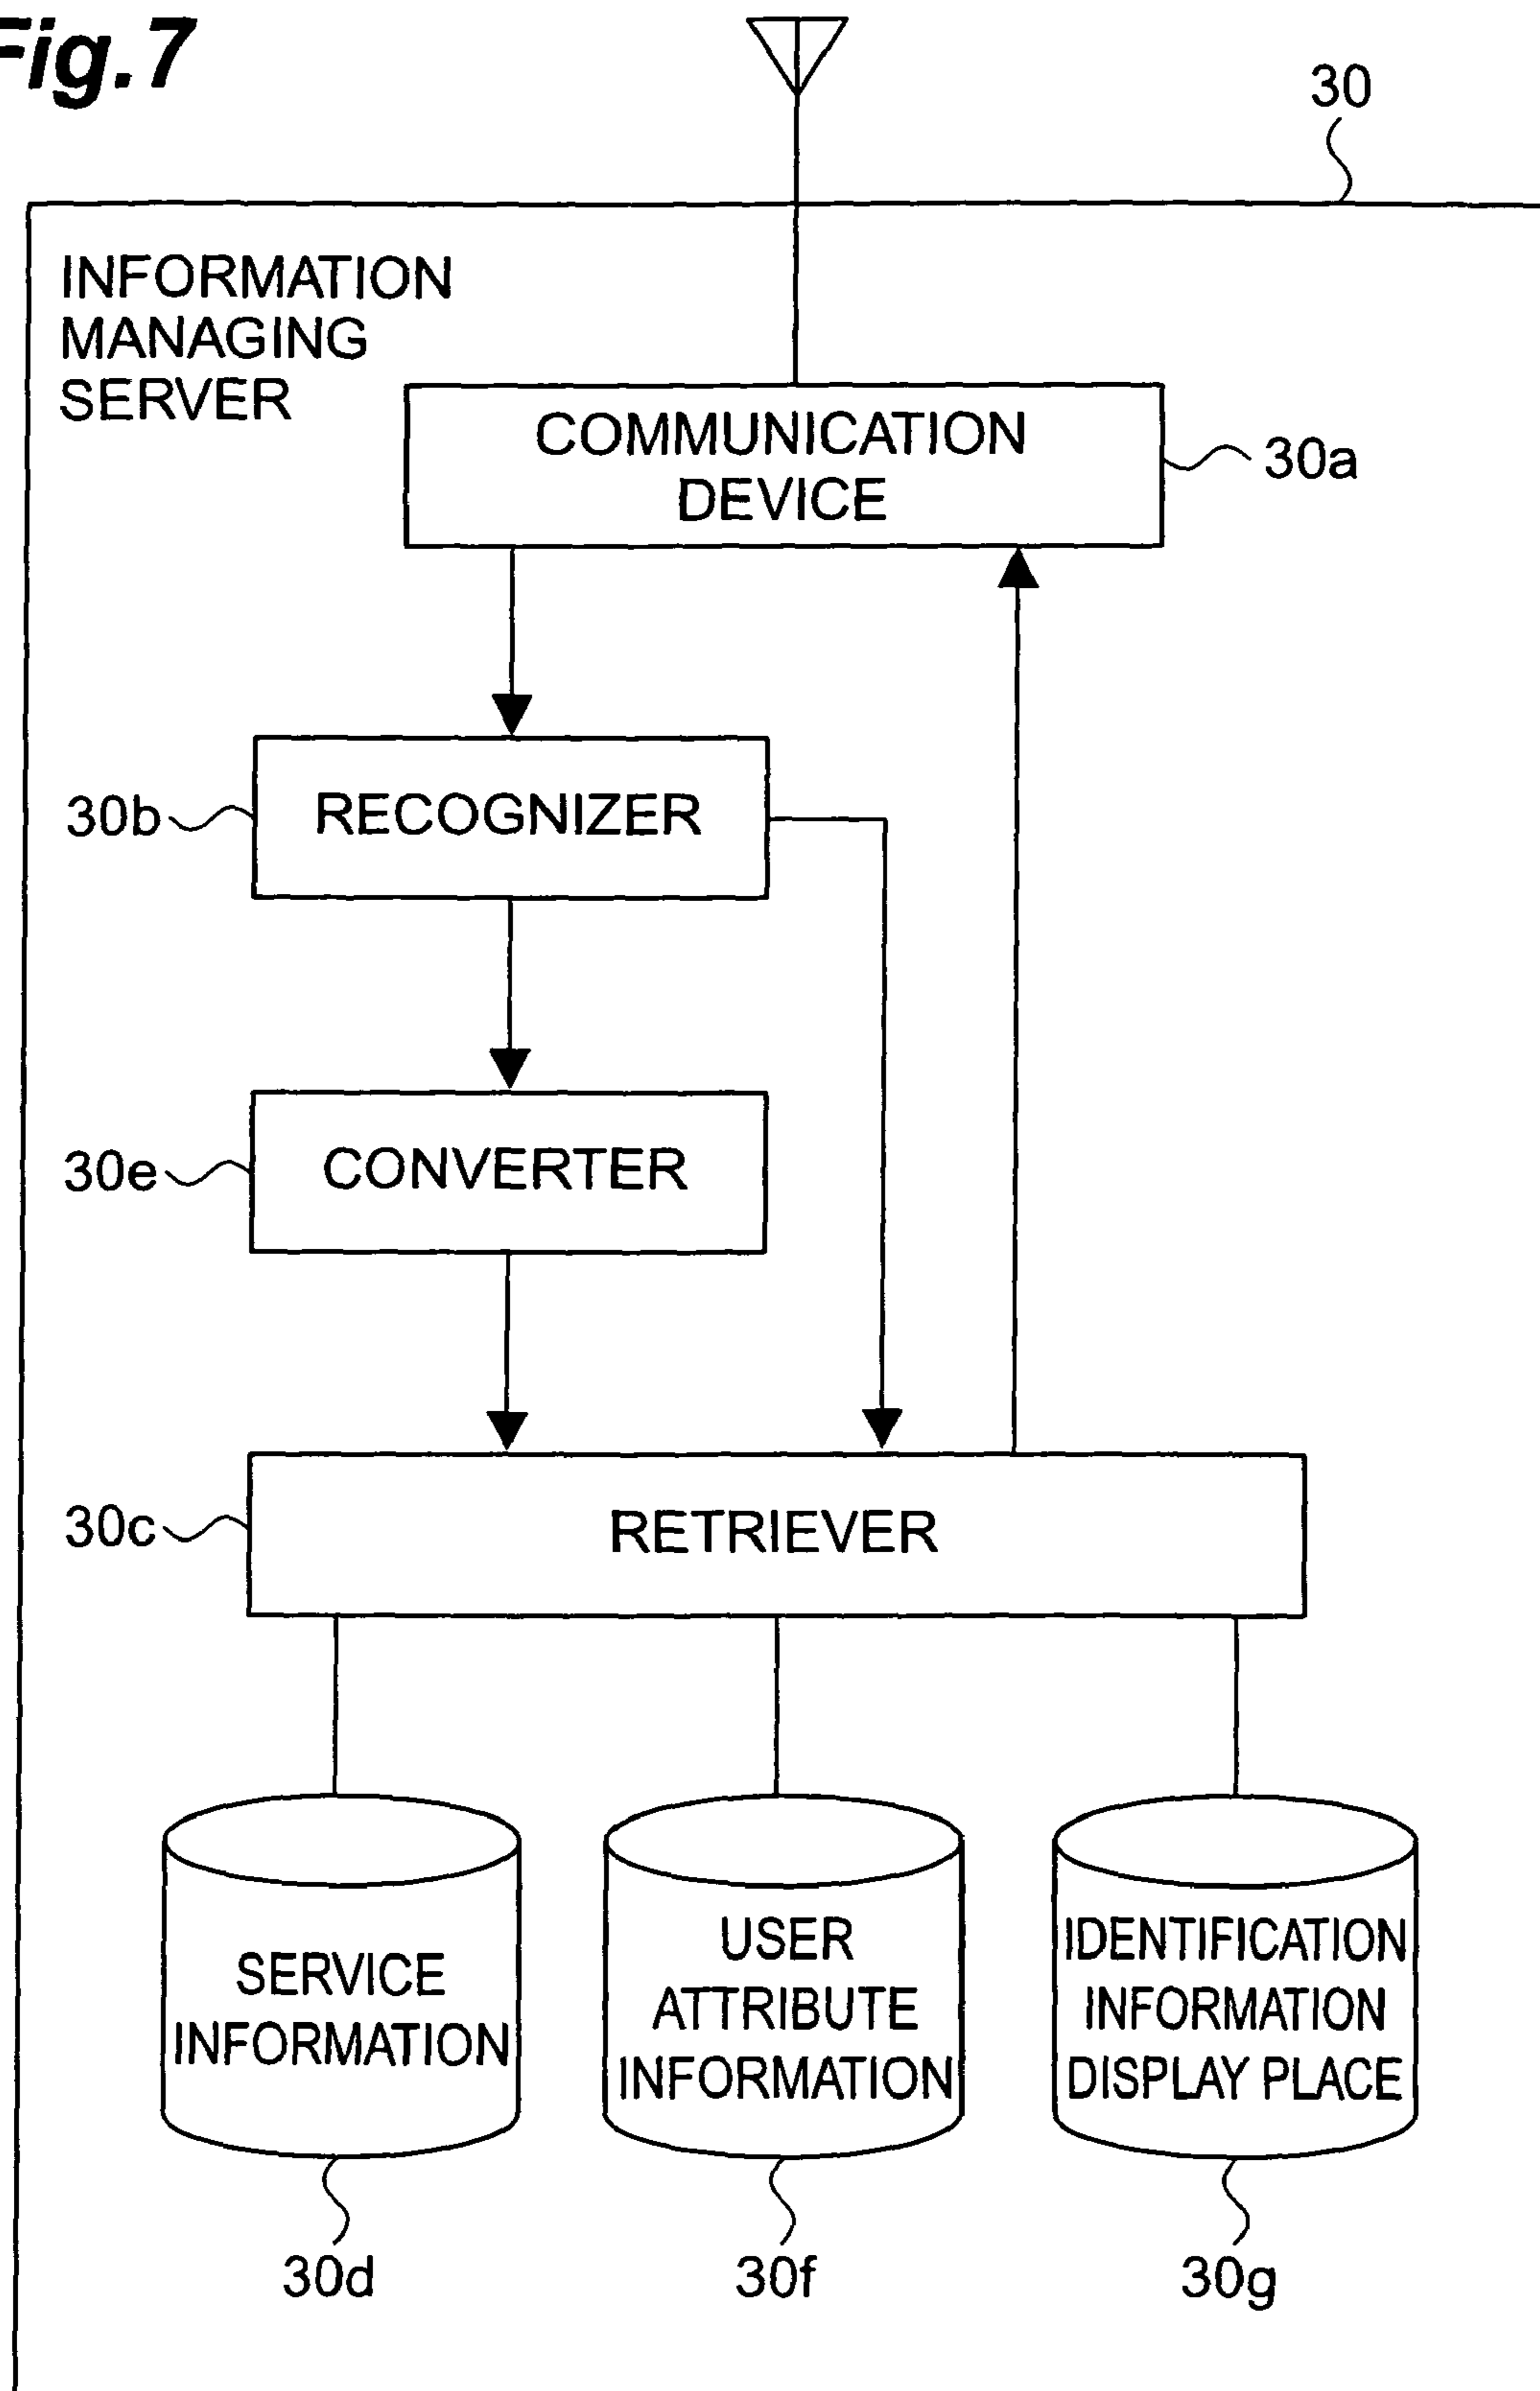 Fig.7
30
INFORMATION
MANAGING
SERVER
COMMUNICATION
DEVICE
30a
30b
RECOGNIZER
30e
CONVERTER
30c
RETRIEVER
SERVICE
INFORMATION
USER
ATTRIBUTE
INFORMATION
IDENTIFICATION
INFORMATION
DISPLAY PLACE
30d
30f
30g